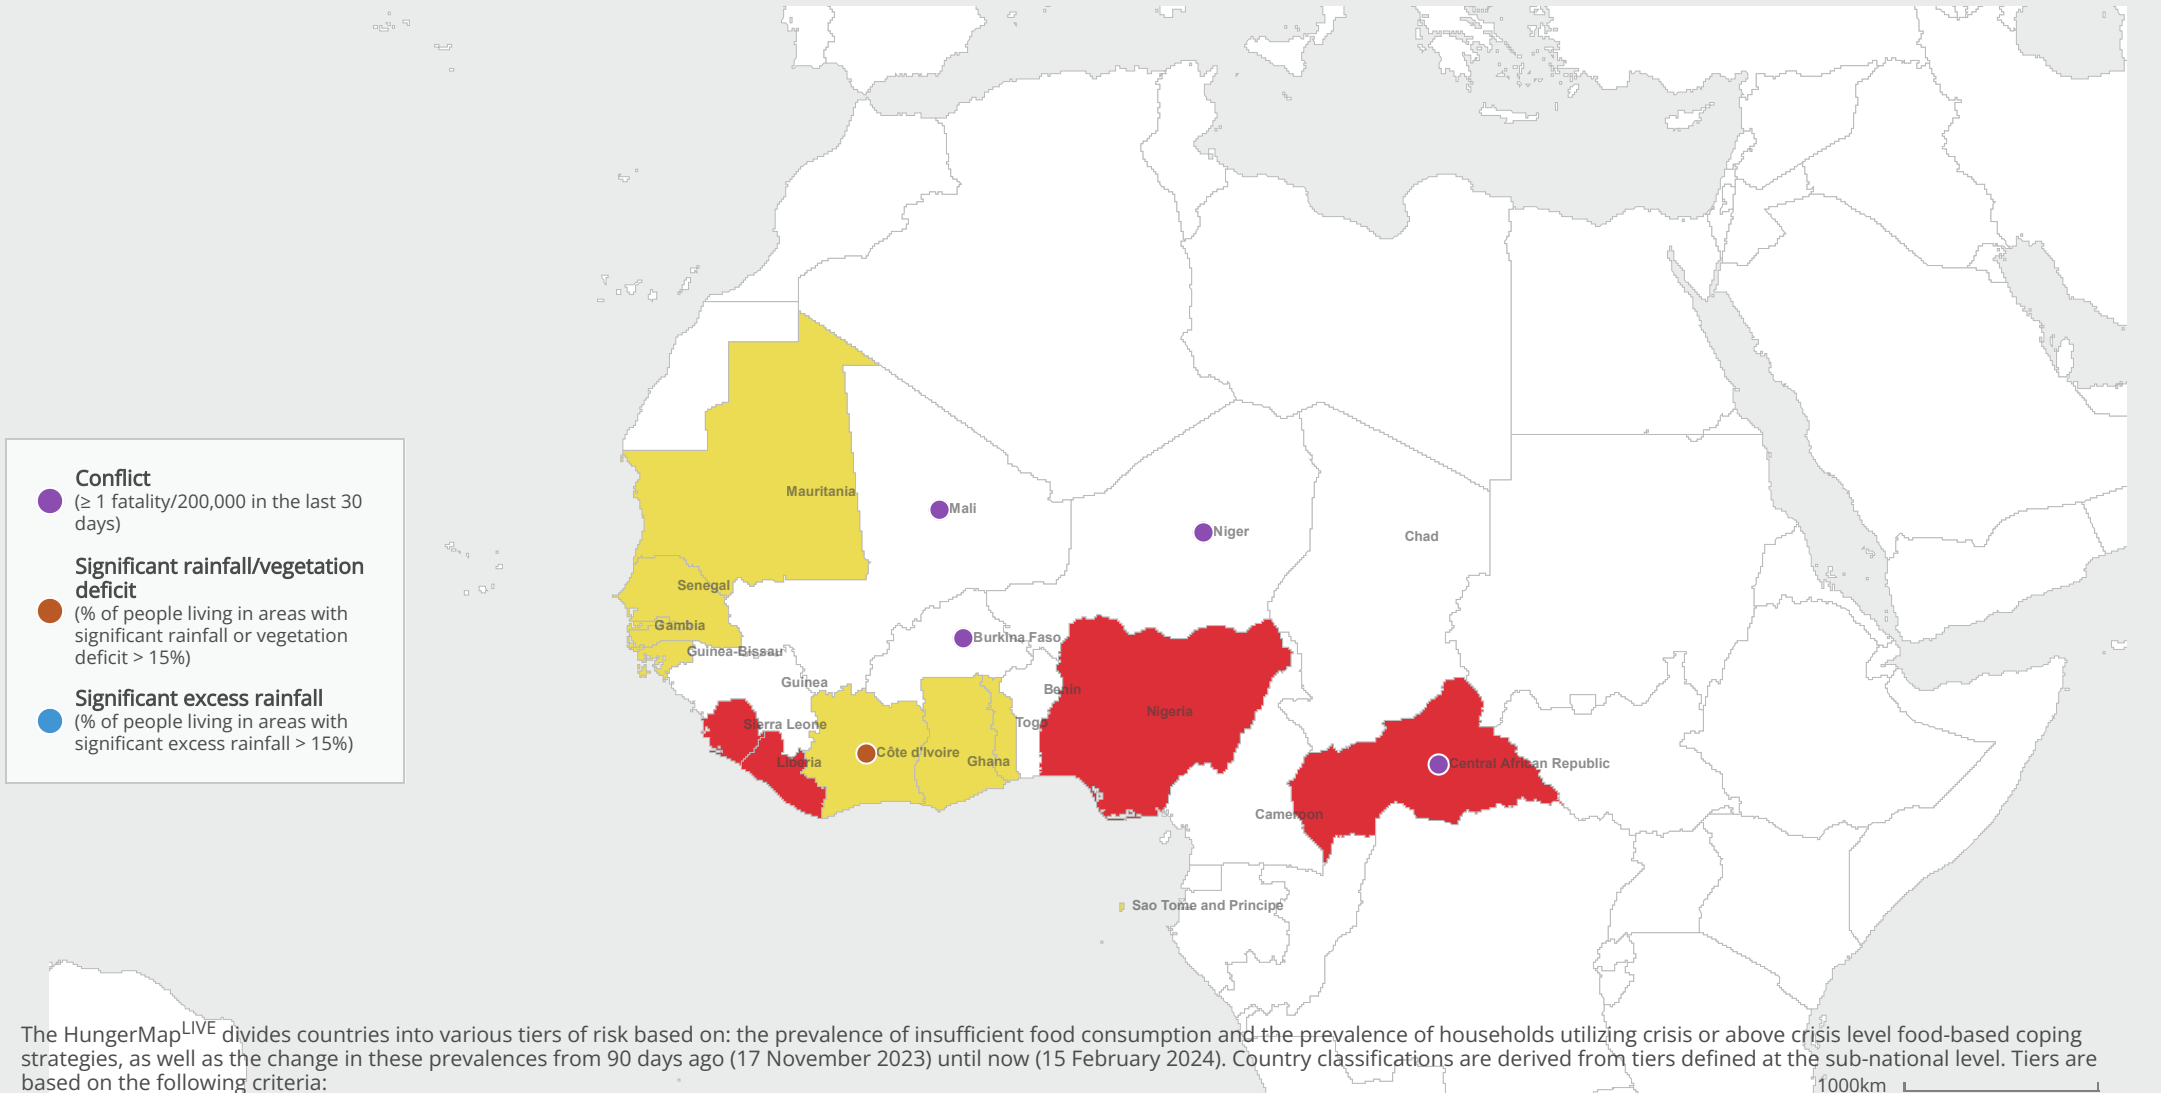 Mauritania
Mali
Niger
Chad
Senegal
Gambia
Guinea-Bissau
Burkina Faso
Guinea
Benin
Nigeria
Sierra Leone
Togo
Liberia
Côte d'Ivoire
Ghana
Central African Republic
Cameroon
Sao Tome and Principe
Conflict
(≥ 1 fatality/200,000 in the last 30
days)
Significant rainfall/vegetation
deficit
(% of people living in areas with
significant rainfall or vegetation
deficit > 15%)
Significant excess rainfall
(% of people living in areas with
significant excess rainfall > 15%)
The HungerMapLIVE divides countries into various tiers of risk based on: the prevalence of insufficient food consumption and the prevalence of households utilizing crisis or above crisis level food-based coping
strategies, as well as the change in these prevalences from 90 days ago (17 November 2023) until now (15 February 2024). Country classifications are derived from tiers defined at the sub-national level. Tiers are
based on the following criteria:
1000km